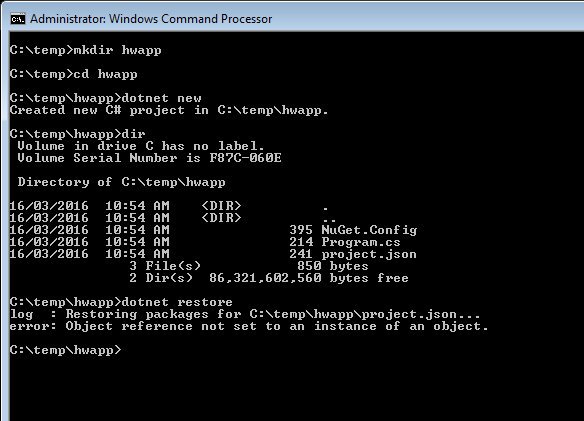 Administrator: Windows Command Processor
C:\temp>mkdir hwapp
C:\temp>cd hwapp
C:\temp\hwapp>dotnet new
Created new C# project in C:\temp\hwapp.
C:\temp\hwapp>dir
Volume in drive C has no label.
Volume Serial Number is F87C-060E
Directory of C:\temp\hwapp
16/03/2016  10:54 AM    <DIR>          .
16/03/2016  10:54 AM    <DIR>          ..
16/03/2016  10:54 AM               395 NuGet.Config
16/03/2016  10:54 AM               214 Program.cs
16/03/2016  10:54 AM               241 project.json
3 File(s)            850 bytes
2 Dir(s)  86,321,602,560 bytes free
C:\temp\hwapp>dotnet restore
log  : Restoring packages for C:\temp\hwapp\project.json...
error: Object reference not set to an instance of an object.
C:\temp\hwapp>